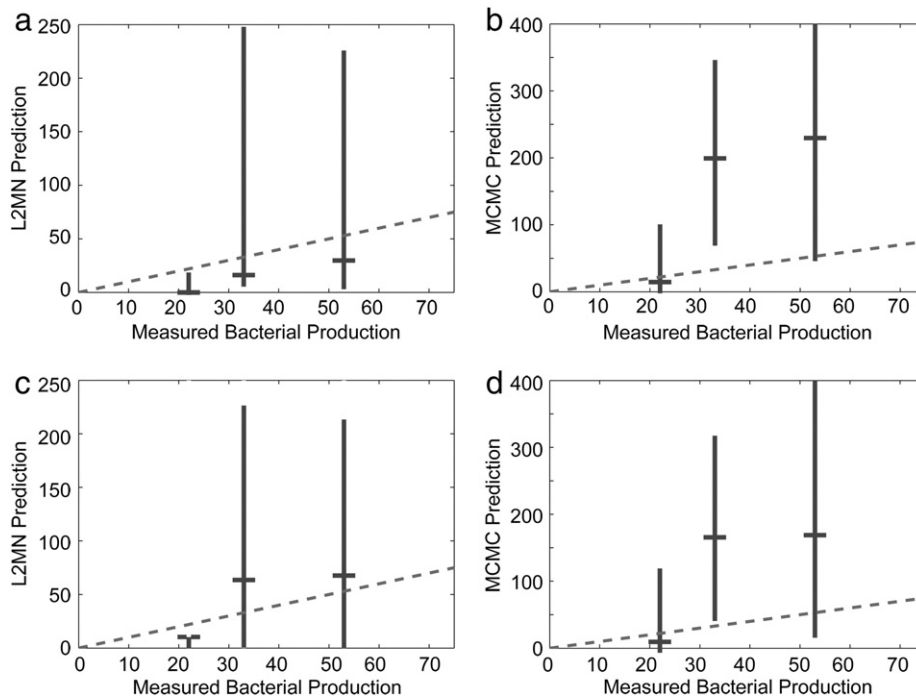 a
250
200
150
100
50
0
L2MN Prediction
0 10 20 30 40 50 60 70
Measured Bacterial Production
b
400
300
200
100
0
MCMC Prediction
0 10 20 30 40 50 60 70
Measured Bacterial Production
c
250
200
150
100
50
0
L2MN Prediction
0 10 20 30 40 50 60 70
Measured Bacterial Production
d
400
300
200
100
0
MCMC Prediction
0 10 20 30 40 50 60 70
Measured Bacterial Production